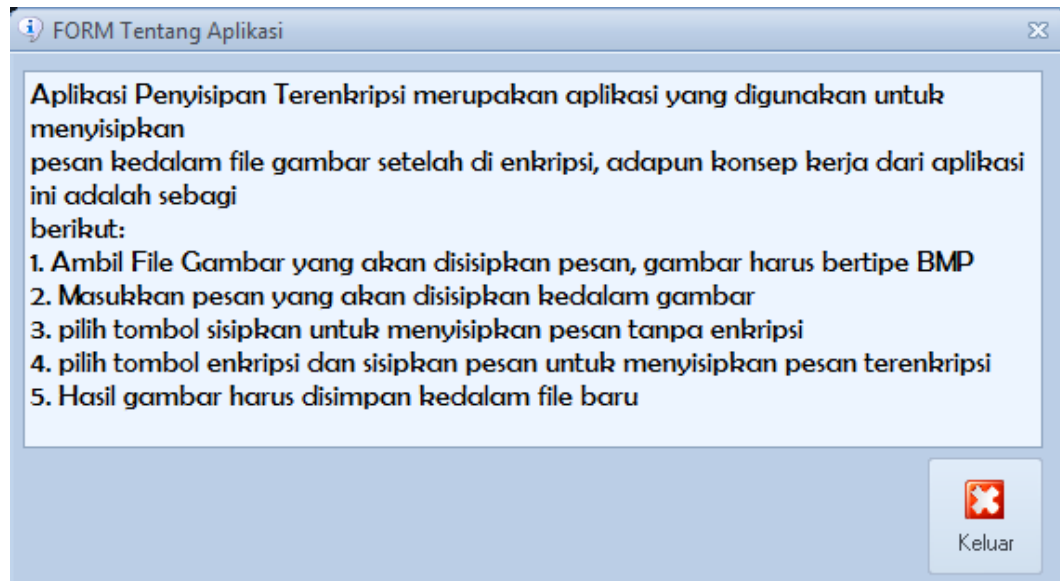 FORM Tentang Aplikasi
Aplikasi Penyisipan Terenkripsi merupakan aplikasi yang digunakan untuk
menyisipkan
pesan kedalam file gambar setelah di enkripsi, adapun konsep kerja dari aplikasi
ini adalah sebagi
berikut:
1. Ambil File Gambar yang akan disisipkan pesan, gambar harus bertipe BMP
2. Masukkan pesan yang akan disisipkan kedalam gambar
3. pilih tombol sisipkan untuk menyisipkan pesan tanpa enkripsi
4. pilih tombol enkripsi dan sisipkan pesan untuk menyisipkan pesan terenkripsi
5. Hasil gambar harus disimpan kedalam file baru
Keluar